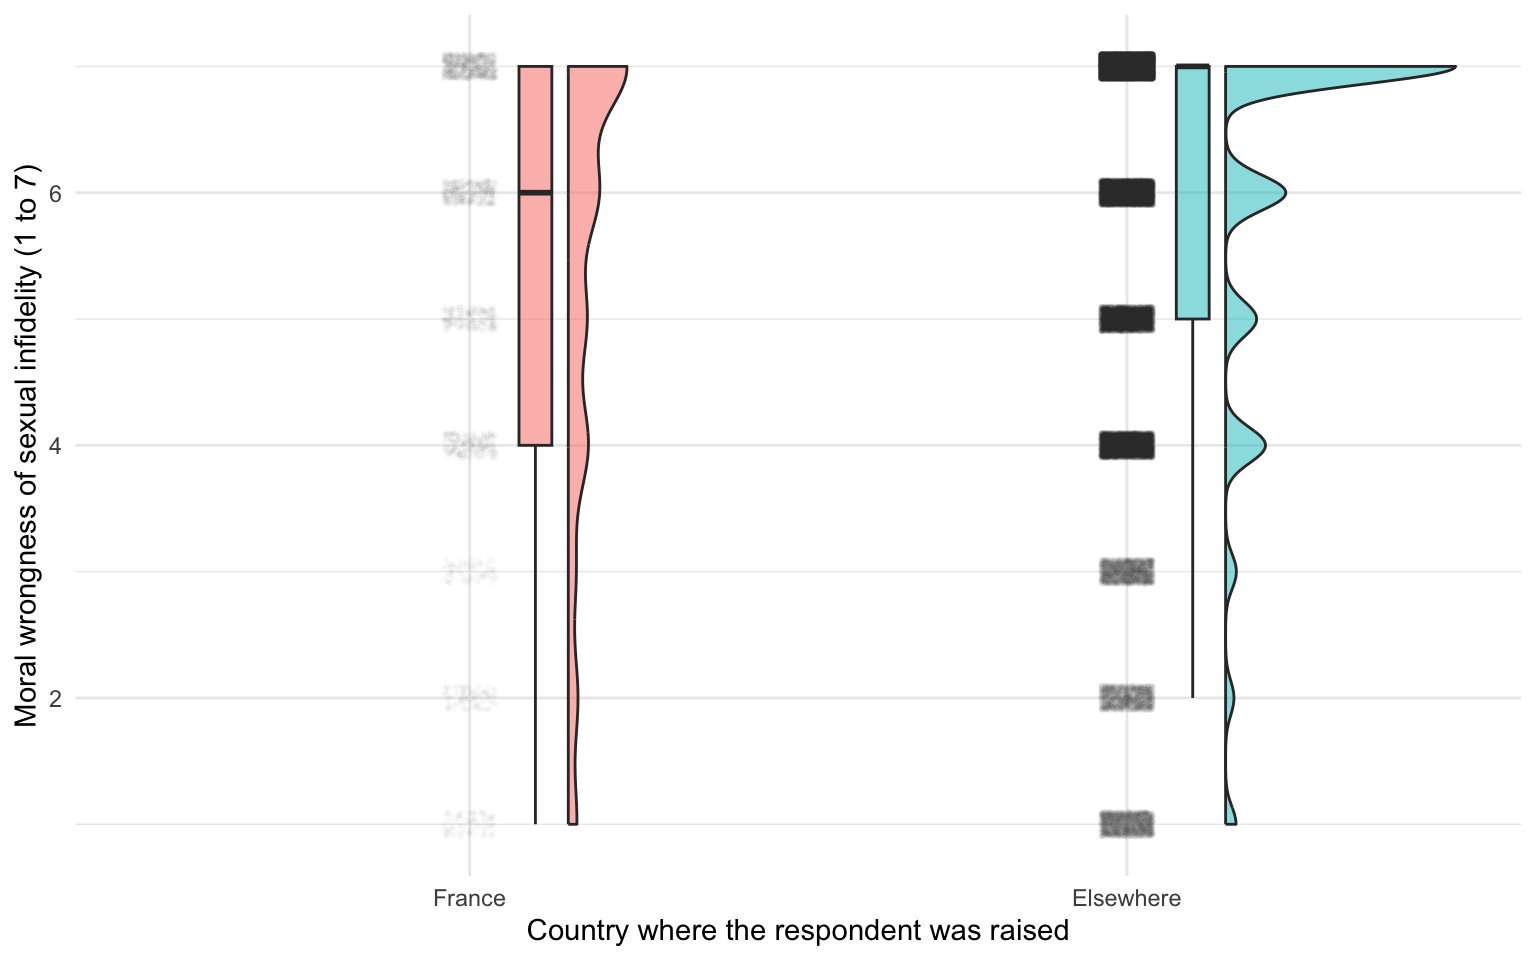 Moral wrongness of sexual infidelity (1 to 7)
6
4
2
France
Elsewhere
Country where the respondent was raised